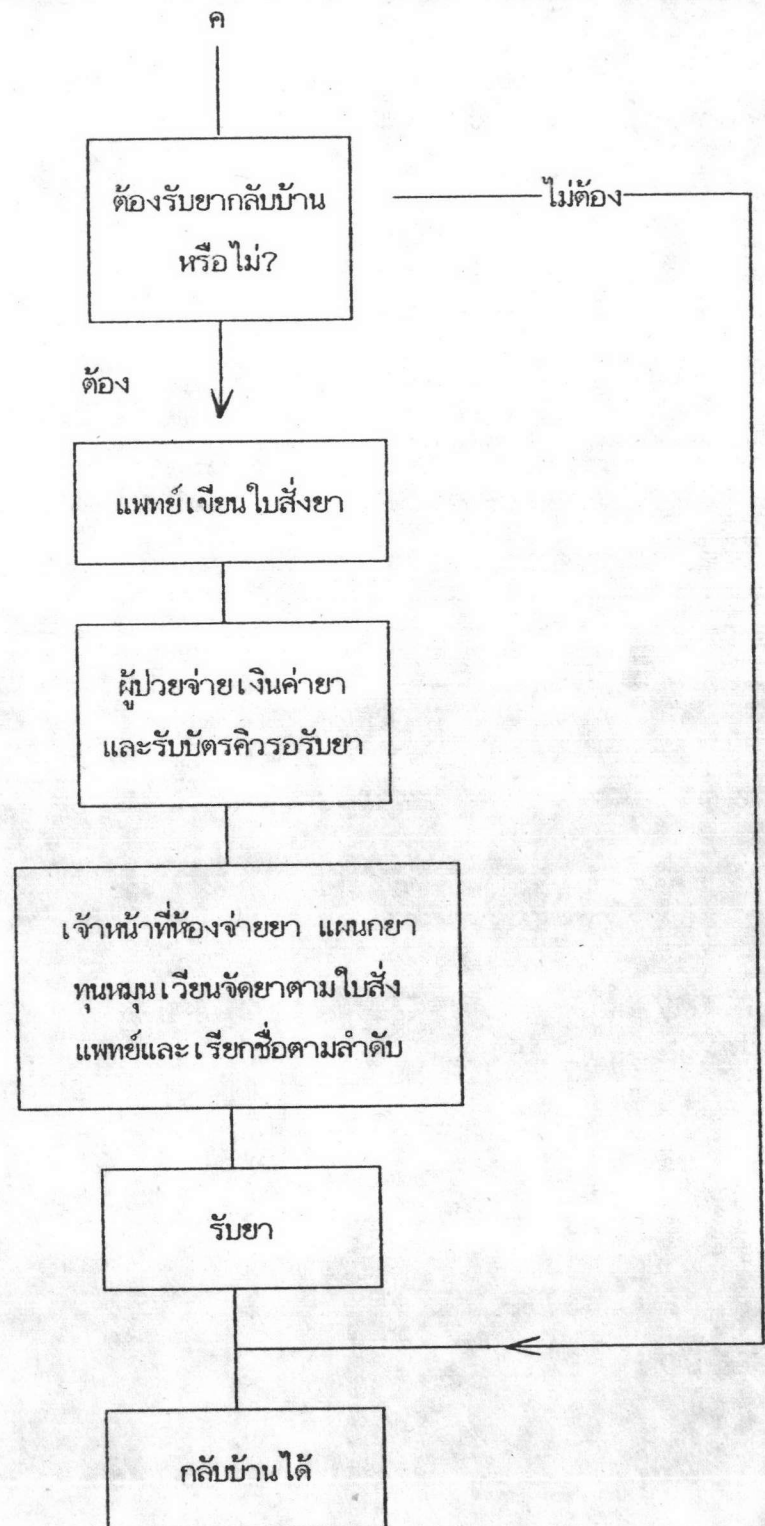 ค
ต้องรับยากลับบ้าน
หรือไม่?
ไม่ต้อง
ต้อง
แพทย์เขียนใบสั่งยา
ผู้ป่วยจ่ายเงินค่ายา
และรับบัตรคิวรอรับยา
เจ้าหน้าที่ห้องจ่ายยา แผนกยา
ทุนหมุนเวียนจัดยาตามใบสั่ง
แพทย์และเรียกชื่อตามลำดับ
รับยา
กลับบ้านได้